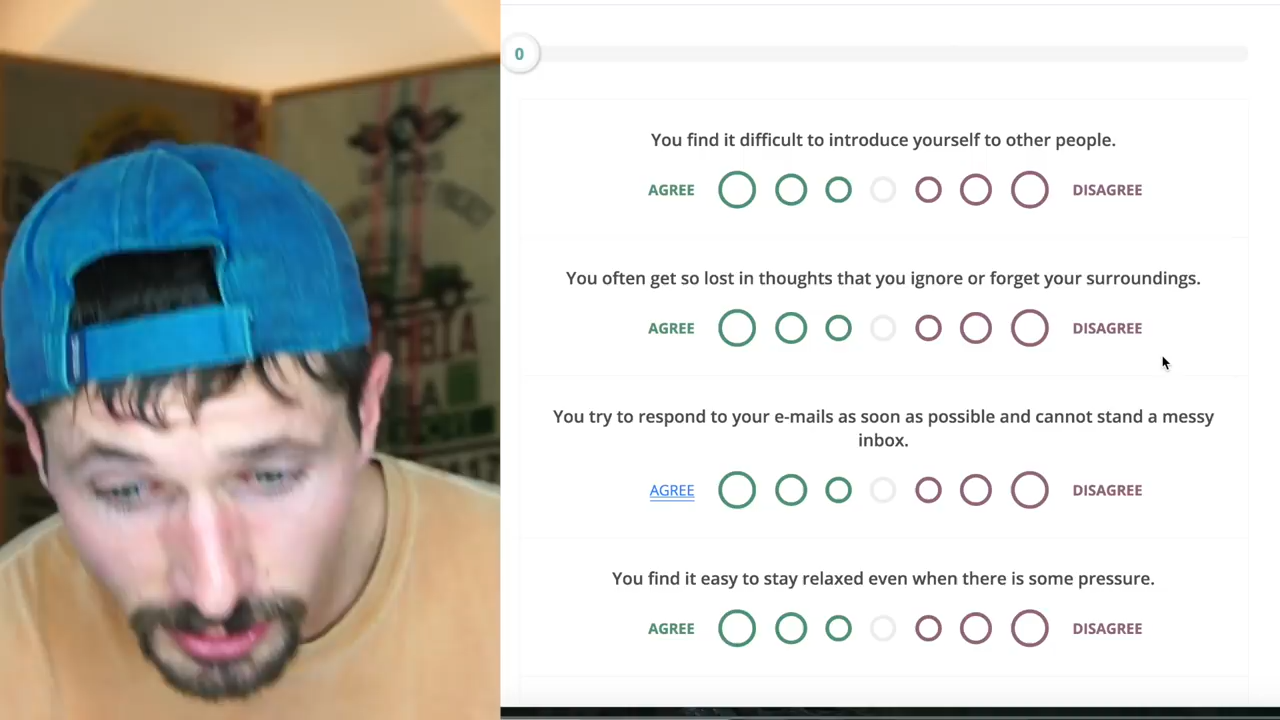 0
You find it difficult to introduce yourself to other people.
AGREE DISAGREE
You often get so lost in thoughts that you ignore or forget your surroundings.
AGREE DISAGREE
You try to respond to your e-mails as soon as possible and cannot stand a messy
inbox.
AGREE DISAGREE
You find it easy to stay relaxed even when there is some pressure.
AGREE DISAGREE